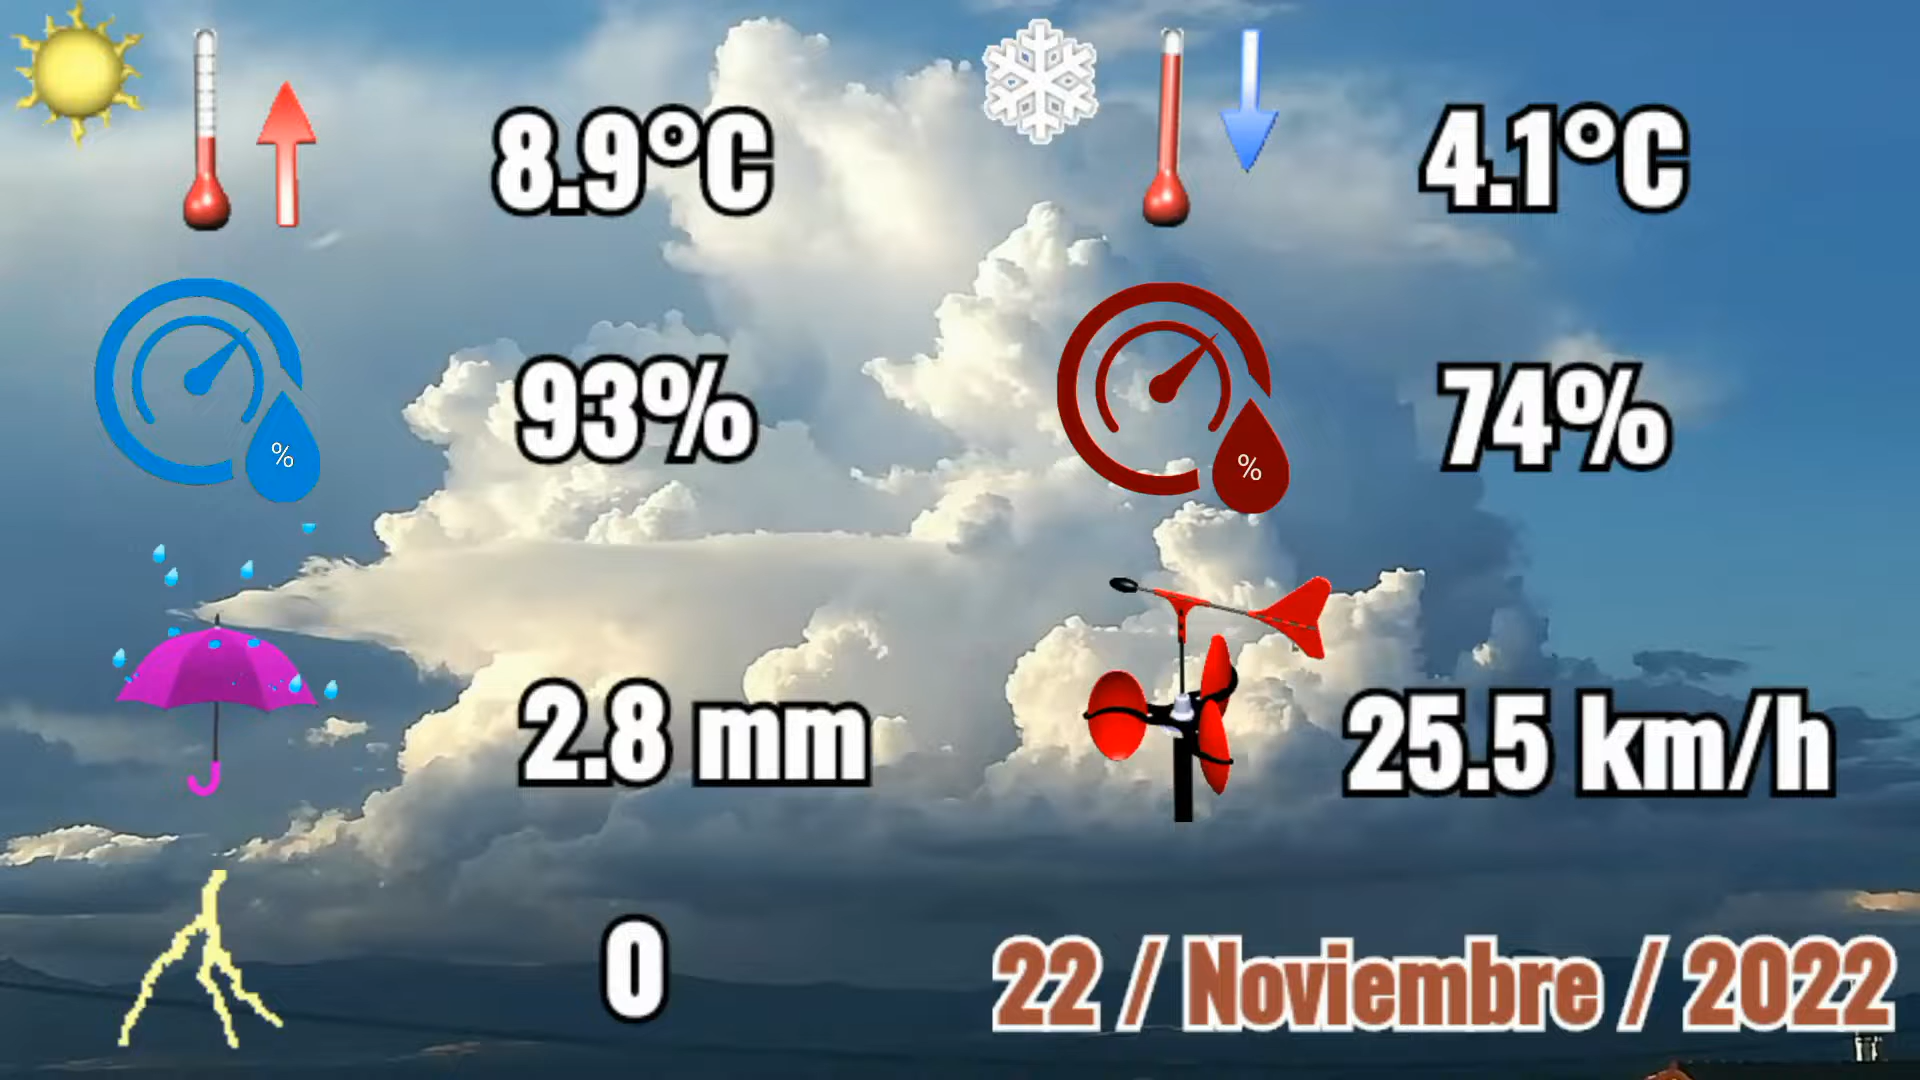 8.9°C
4.1°C
93%
74%
%
%
2.8 mm
25.5 km/h
0
22 / Noviembre / 2022